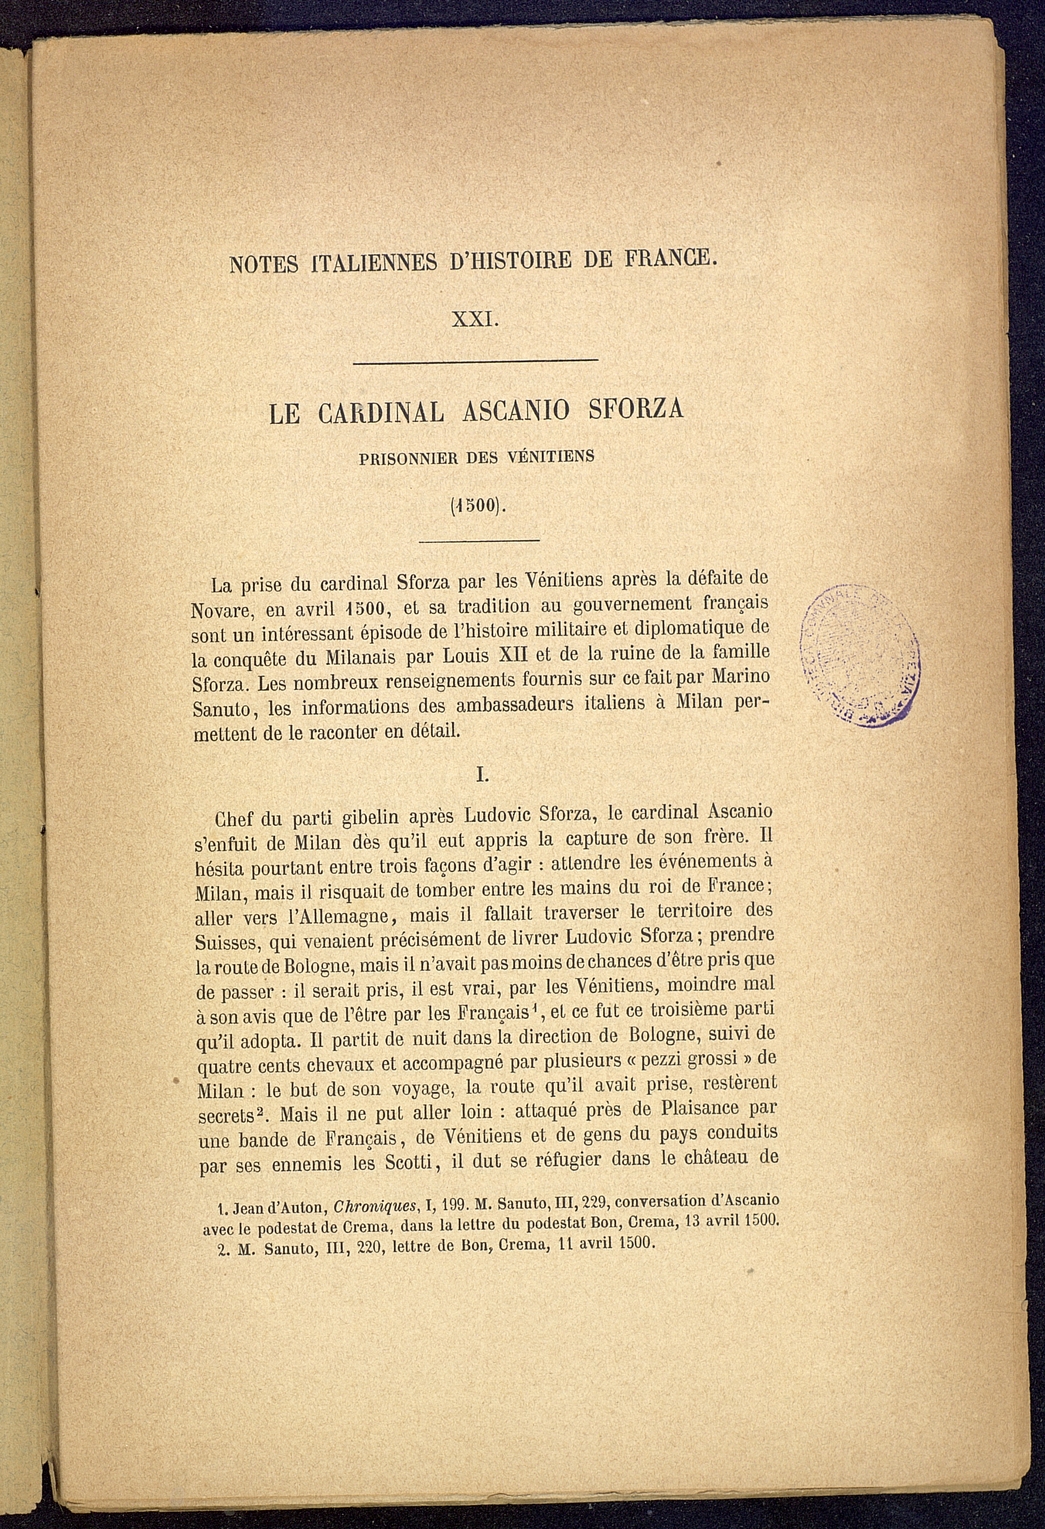 NOTES ITALIENNES D'HISTOIRE DE FRANCE.
XXI.
LE CARDINAL ASCANIO SFORZA
PRISONNIER DES VÉNITIENS
(1500).
La prise du cardinal Sforza par les Vénitiens après la défaite de
Novare, en avril 1500, et sa tradition au gouvernement français
sont un intéressant épisode de l'histoire militaire et diplomatique de
la conquête du Milanais par Louis XII et de la ruine de la famille
Sforza. Les nombreux renseignements fournis sur ce fait par Marino
Sanuto, les informations des ambassadeurs italiens à Milan per-
mettent de le raconter en détail.
I.
Chef du parti gibelin après Ludovic Sforza, le cardinal Ascanio
s'enfuit de Milan dès qu'il eut appris la capture de son frère. Il
hésita pourtant entre trois façons d'agir : attendre les événements à
Milan, mais il risquait de tomber entre les mains du roi de France;
aller vers l'Allemagne, mais il fallait traverser le territoire des
Suisses, qui venaient précisément de livrer Ludovic Sforza; prendre
la route de Bologne, mais il n'avait pas moins de chances d'être pris que
de passer : il serait pris, il est vrai, par les Vénitiens, moindre mal
à son avis que de l'être par les Français¹, et ce fut ce troisième parti
qu'il adopta. Il partit de nuit dans la direction de Bologne, suivi de
quatre cents chevaux et accompagné par plusieurs « pezzi grossi » de
Milan : le but de son voyage, la route qu'il avait prise, restèrent
secrets². Mais il ne put aller loin : attaqué près de Plaisance par
une bande de Français, de Vénitiens et de gens du pays conduits
par ses ennemis les Scotti, il dut se réfugier dans le château de
1. Jean d'Auton, Chroniques, I, 199. M. Sanuto, III, 229, conversation d'Ascanio
avec le podestat de Crema, dans la lettre du podestat Bon, Crema, 13 avril 1500.
2. M. Sanuto, III, 220, lettre de Bon, Crema, 11 avril 1500.